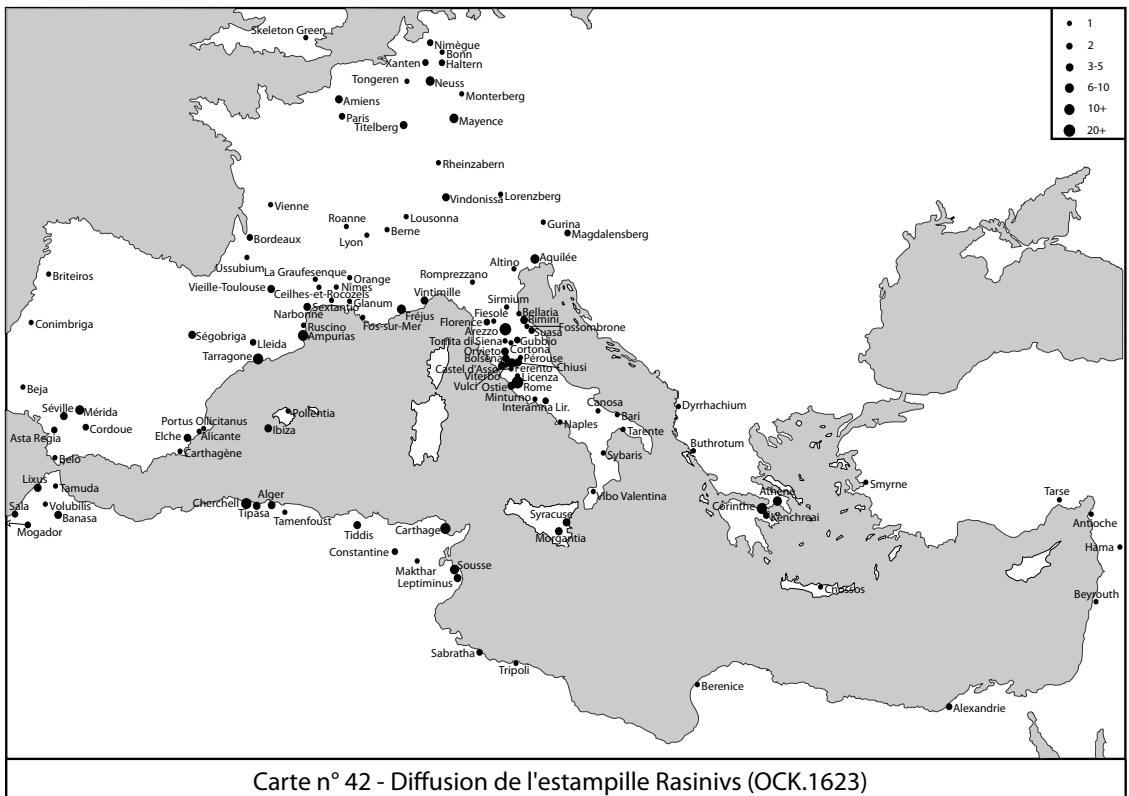 Skeleton Green
Nimègue
Bonn
Xanten
Haltern
Tongeren
Neuss
Monterberg
Amiens
Paris
Titelberg
Mayence
Rheinzabern
Vindonissa
Lorenzberg
Vienne
Roanne
Lousonna
Lyon
Berne
Gurina
Magdalensberg
Bordeaux
Ussubium
La Graufesenque
Orange
Romprezzano
Altino
Aquilée
Briteiros
Vieille-Toulouse
Nîmes
Ceilhes-et-Rocozels
Vintimille
Glanum
Sextantio
Narbonne
Fréjus
Sirmium
Bellaria
Fiesole
Rimini
Florence
Fossombrone
Conimbriga
Fos-sur-Mer
Ruscino
Ampurias
Arezzo
Suasa
Ségobriga
Lleida
Torrita di Siena
Gubbio
Tarragone
Orvieto
Cortona
Bolsena
Pérouse
Castel d'Asso
Ferento
Chiusi
Viterbo
Licenza
Vulci
Ostie
Rome
Beja
Minturno
Interamna Lir.
Canosa
Dyrrhachium
Séville
Mérida
Pollentia
Bari
Portus Ollicitanus
Naples
Cordoue
Ibiza
Tarente
Asta Regia
Elche
Alicante
Carthagène
Buthrotum
Belo
Sybaris
Lixus
Tamuda
Vibo Valentina
Smyrne
Cherchell
Alger
Athène
Tarse
Sala
Volubilis
Tipasa
Corinthe
Banasa
Tamenfoust
Syracuse
Kenchreai
Mogador
Tiddis
Carthage
Morgantia
Antioche
Constantine
Hama
Makthar
Sousse
Leptiminus
Cnossos
Beyrouth
Sabratha
Tripoli
Berenice
Alexandrie
1
2
3-5
6-10
10+
20+
Carte n° 42 - Diffusion de l'estampille Rasinivs (OCK.1623)